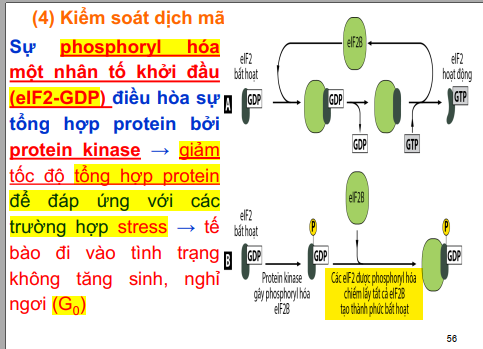 (4) Kiểm soát dịch mã
Sự phosphoryl hóa
một nhân tố khởi đầu
(eIF2-GDP) điều hòa sự
tổng hợp protein bởi
protein kinase → giảm
tốc độ tổng hợp protein
để đáp ứng với các
trường hợp stress → tế
bào đi vào tình trạng
không tăng sinh, nghỉ
ngơi (G₀)
A
eIF2
bất hoạt
GDP
eIF2B
GDP
GDP
GTP
eIF2
hoạt động
GTP
B
eIF2
bất hoạt
GDP
Protein kinase
gây phosphoryl hóa
eIF2B
P
GDP
eIF2B
Các eIF2 được phosphoryl hóa
chiếm lấy tất cả eIF2B
tạo thành phức bất hoạt
P
GDP
56